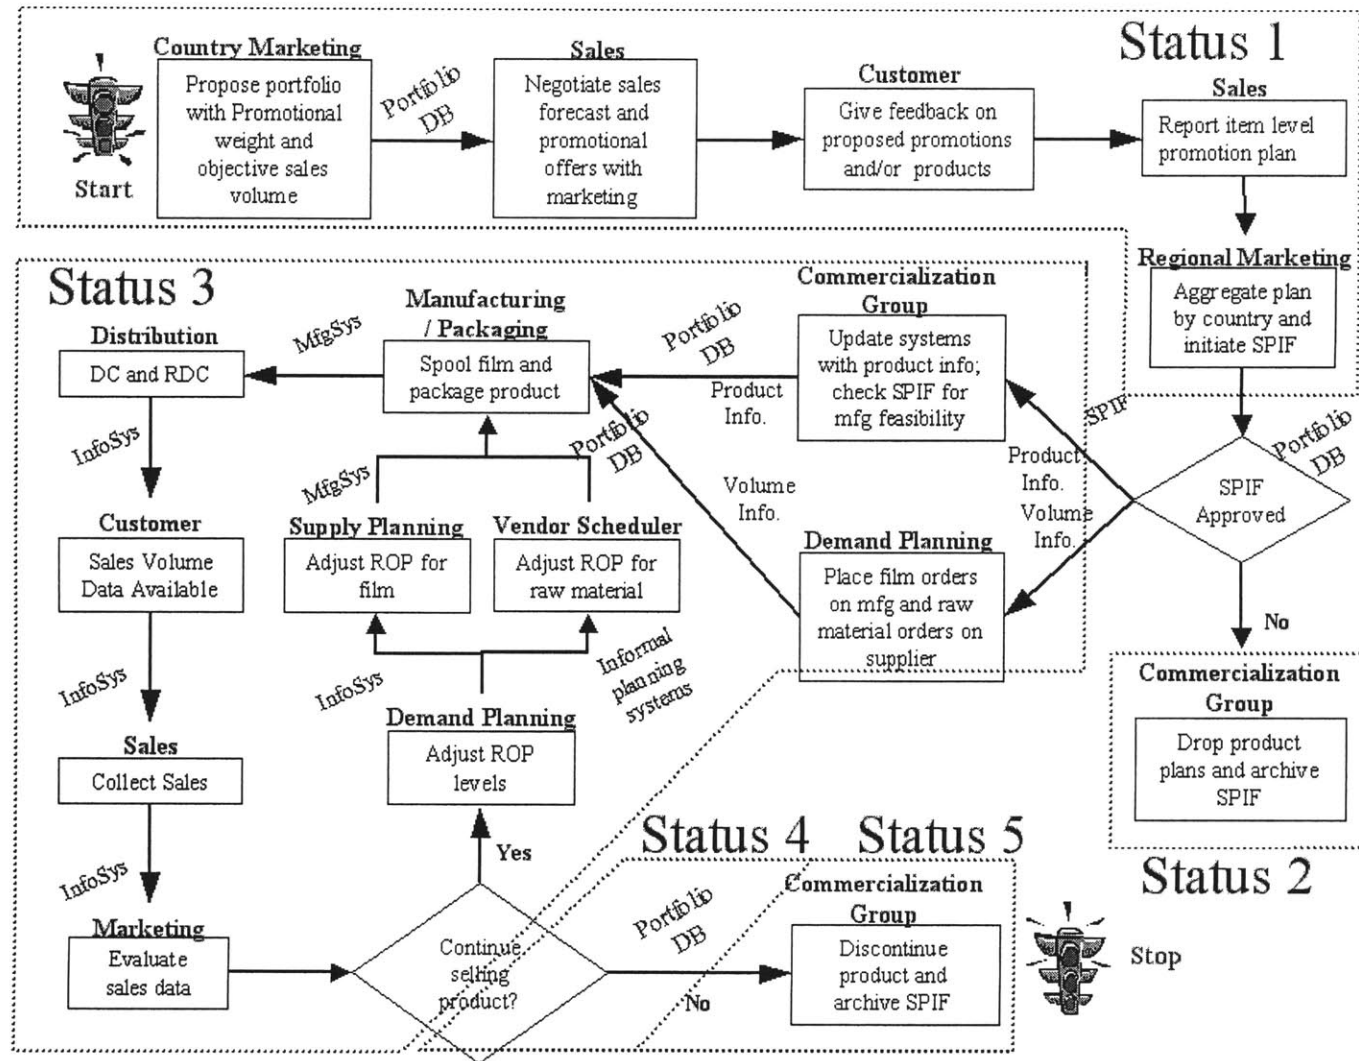 Status 1
Country Marketing
Propose portfolio
with Promotional
weight and
objective sales
volume
Start
Portfolio
DB
Sales
Negotiate sales
forecast and
promotional
offers with
marketing
Customer
Give feedback on
proposed promotions
and/or products
Sales
Report item level
promotion plan
Regional Marketing
Aggregate plan
by country and
initiate SPIF
Portfolio
DB
SPIF
Approved
No
Commercialization
Group
Drop product
plans and archive
SPIF
Status 2
SPIF
Product
Info.
Volume
Info.
Commercialization
Group
Update systems
with product info;
check SPIF for
mfg feasibility
Demand Planning
Place film orders
on mfg and raw
material orders on
supplier
Portfolio
DB
Product
Info.
Portfolio
DB
Volume
Info.
Status 3
Manufacturing
/ Packaging
Spool film and
package product
MfgSys
Distribution
DC and RDC
InfoSys
Customer
Sales Volume
Data Available
InfoSys
Sales
Collect Sales
InfoSys
Marketing
Evaluate
sales data
Continue
selling
product?
Yes
Demand Planning
Adjust ROP
levels
InfoSys
Informal
planning
systems
Supply Planning
Adjust ROP for
film
Vendor Scheduler
Adjust ROP for
raw material
MfgSys
Status 4
Portfolio
DB
No
Status 5
Commercialization
Group
Discontinue
product and
archive SPIF
Stop